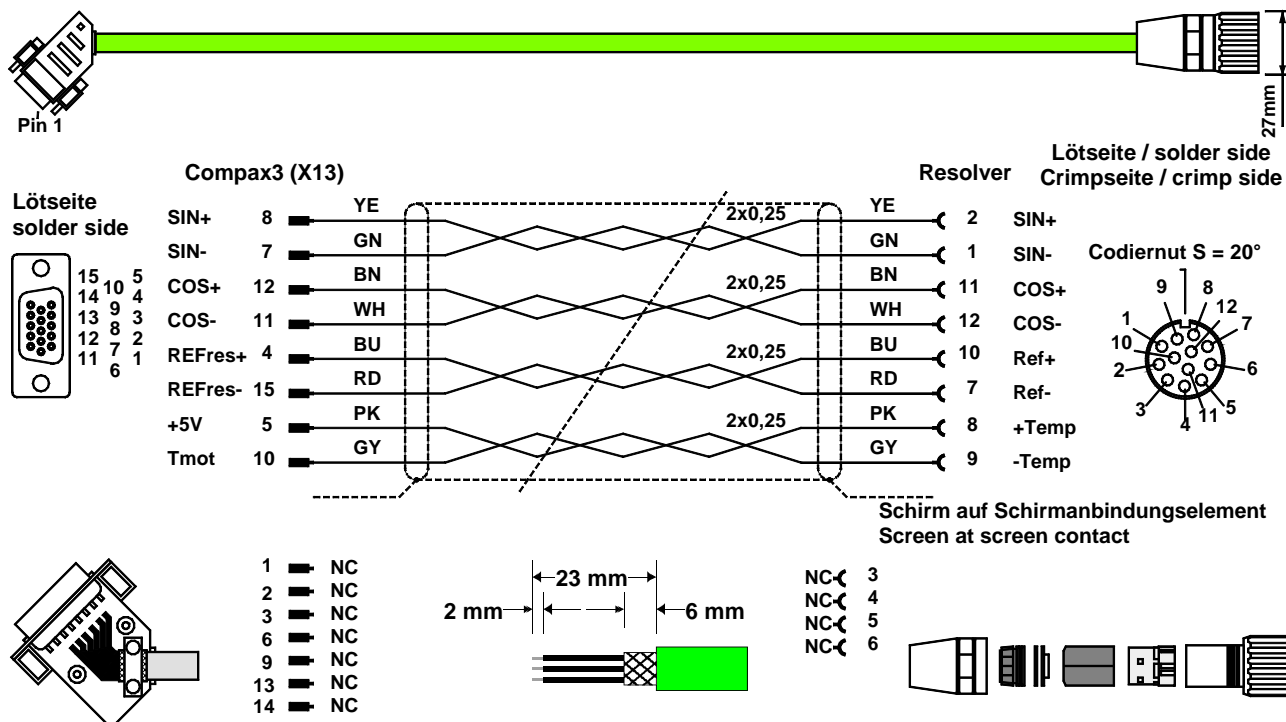 Pin 1
27mm
Lötseite / solder side
Crimpseite / crimp side
Compax3 (X13)
Resolver
Lötseite
solder side
15 10 5
14 9 4
13 8 3
12 7 2
11 6 1
SIN+ 8 YE 2x0,25 YE 2 SIN+
SIN- 7 GN GN 1 SIN-
COS+ 12 BN 2x0,25 BN 11 COS+
COS- 11 WH WH 12 COS-
REFres+ 4 BU 2x0,25 BU 10 Ref+
REFres- 15 RD RD 7 Ref-
+5V 5 PK 2x0,25 PK 8 +Temp
Tmot 10 GY GY 9 -Temp
Codiernut S = 20°
9 8
1 12 7
10
2 6
3 4 11 5
Schirm auf Schirmanbindungselement
Screen at screen contact
1 NC
2 NC
3 NC
6 NC
9 NC
13 NC
14 NC
23 mm
2 mm 6 mm
NC 3
NC 4
NC 5
NC 6